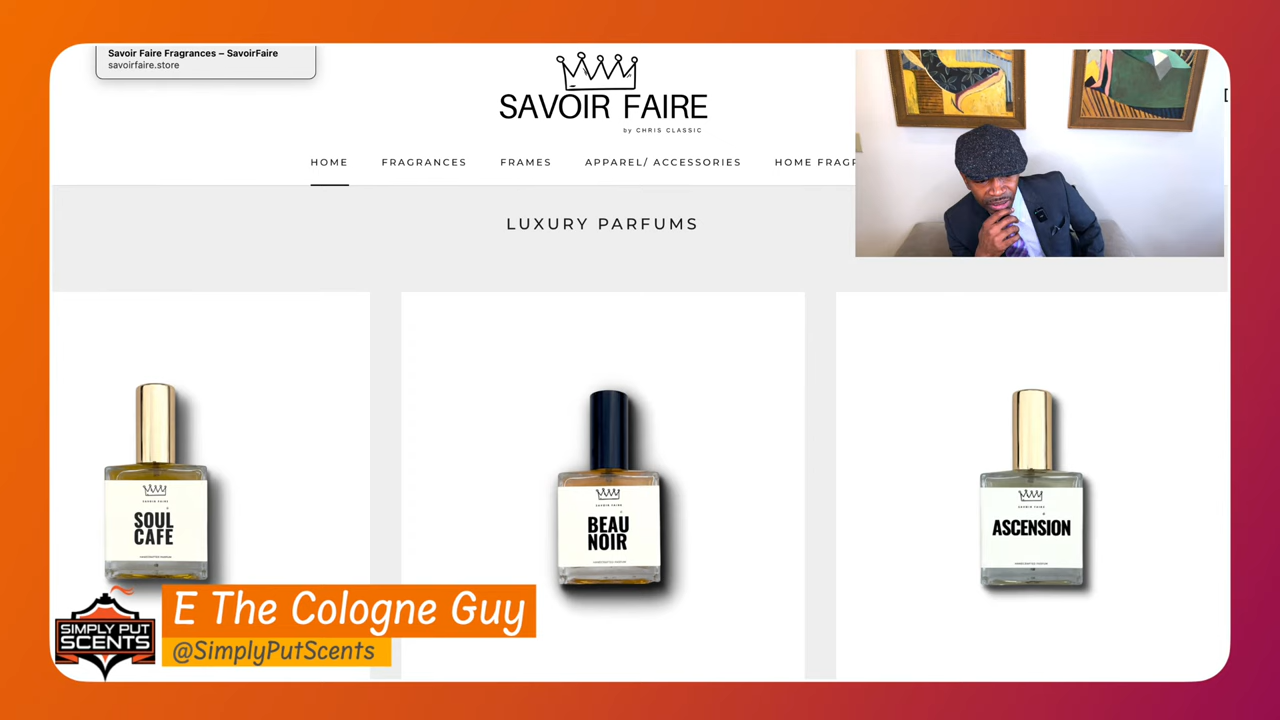 Savoir Faire Fragrances – SavoirFaire
savoirfaire.store
SAVOIR FAIRE
by CHRIS CLASSIC
HOME FRAGRANCES FRAMES APPAREL/ ACCESSORIES HOME FRAG
LUXURY PARFUMS
SAVOIR FAIRE
SOUL
CAFE
SAVOIR FAIRE
BEAU
NOIR
SAVOIR FAIRE
ASCENSION
SIMPLY PUT
SCENTS
E The Cologne Guy
@SimplyPutScents